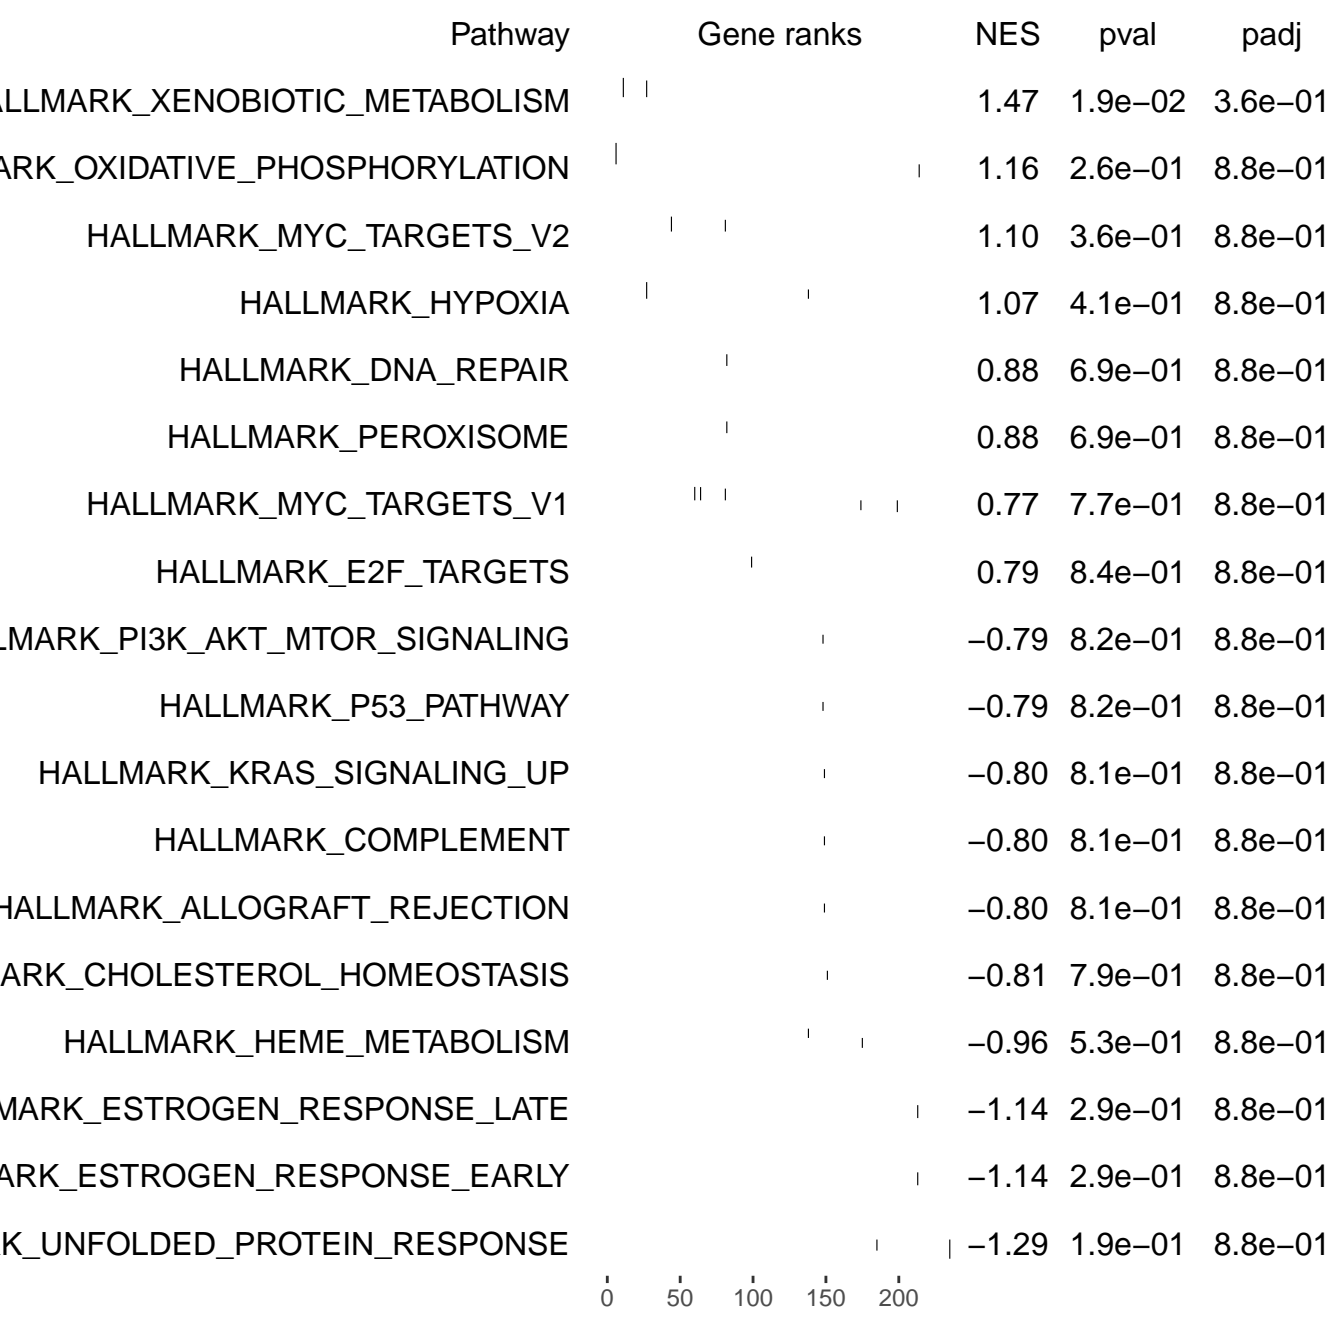 Pathway Gene ranks NES pval padj
ALLMARK_XENOBIOTIC_METABOLISM 1.47 1.9e−02 3.6e−01
ARK_OXIDATIVE_PHOSPHORYLATION 1.16 2.6e−01 8.8e−01
HALLMARK_MYC_TARGETS_V2 1.10 3.6e−01 8.8e−01
HALLMARK_HYPOXIA 1.07 4.1e−01 8.8e−01
HALLMARK_DNA_REPAIR 0.88 6.9e−01 8.8e−01
HALLMARK_PEROXISOME 0.88 6.9e−01 8.8e−01
HALLMARK_MYC_TARGETS_V1 0.77 7.7e−01 8.8e−01
HALLMARK_E2F_TARGETS 0.79 8.4e−01 8.8e−01
LMARK_PI3K_AKT_MTOR_SIGNALING −0.79 8.2e−01 8.8e−01
HALLMARK_P53_PATHWAY −0.79 8.2e−01 8.8e−01
HALLMARK_KRAS_SIGNALING_UP −0.80 8.1e−01 8.8e−01
HALLMARK_COMPLEMENT −0.80 8.1e−01 8.8e−01
HALLMARK_ALLOGRAFT_REJECTION −0.80 8.1e−01 8.8e−01
ARK_CHOLESTEROL_HOMEOSTASIS −0.81 7.9e−01 8.8e−01
HALLMARK_HEME_METABOLISM −0.96 5.3e−01 8.8e−01
MARK_ESTROGEN_RESPONSE_LATE −1.14 2.9e−01 8.8e−01
ARK_ESTROGEN_RESPONSE_EARLY −1.14 2.9e−01 8.8e−01
K_UNFOLDED_PROTEIN_RESPONSE −1.29 1.9e−01 8.8e−01
0 50 100 150 200